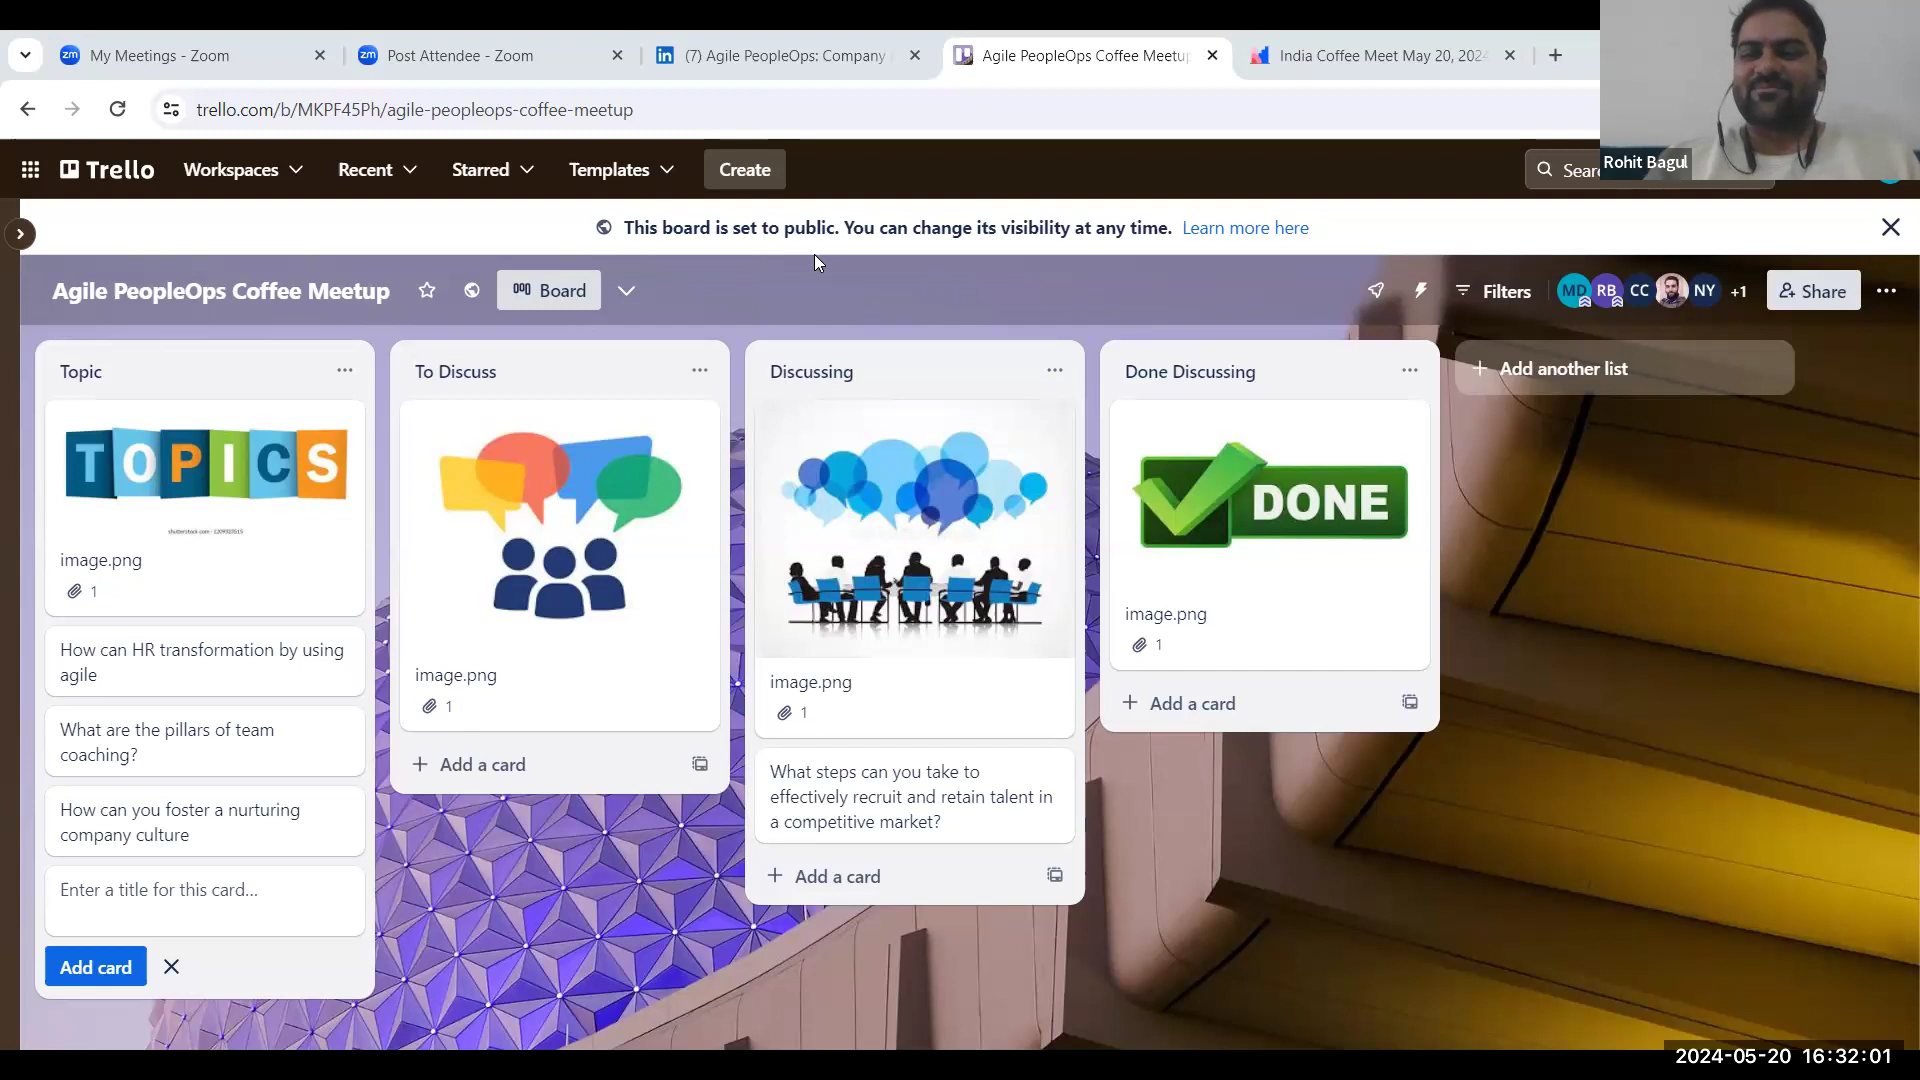 My Meetings - Zoom
Post Attendee - Zoom
(7) Agile PeopleOps: Company
Agile PeopleOps Coffee Meetup
India Coffee Meet May 20, 2024
trello.com/b/MKPF45Ph/agile-peopleops-coffee-meetup
Trello
Workspaces
Recent
Starred
Templates
Create
Sear
Rohit Bagul
This board is set to public. You can change its visibility at any time. Learn more here
Agile PeopleOps Coffee Meetup
Board
Filters
MD
RB
CC
NY
+1
Share
Topic
TOPICS
shutterstock.com · 1209323515
image.png
1
How can HR transformation by using
agile
What are the pillars of team
coaching?
How can you foster a nurturing
company culture
Enter a title for this card...
Add card
To Discuss
image.png
1
Add a card
Discussing
image.png
1
What steps can you take to
effectively recruit and retain talent in
a competitive market?
Add a card
Done Discussing
DONE
image.png
1
Add a card
Add another list
2024-05-20 16:32:01